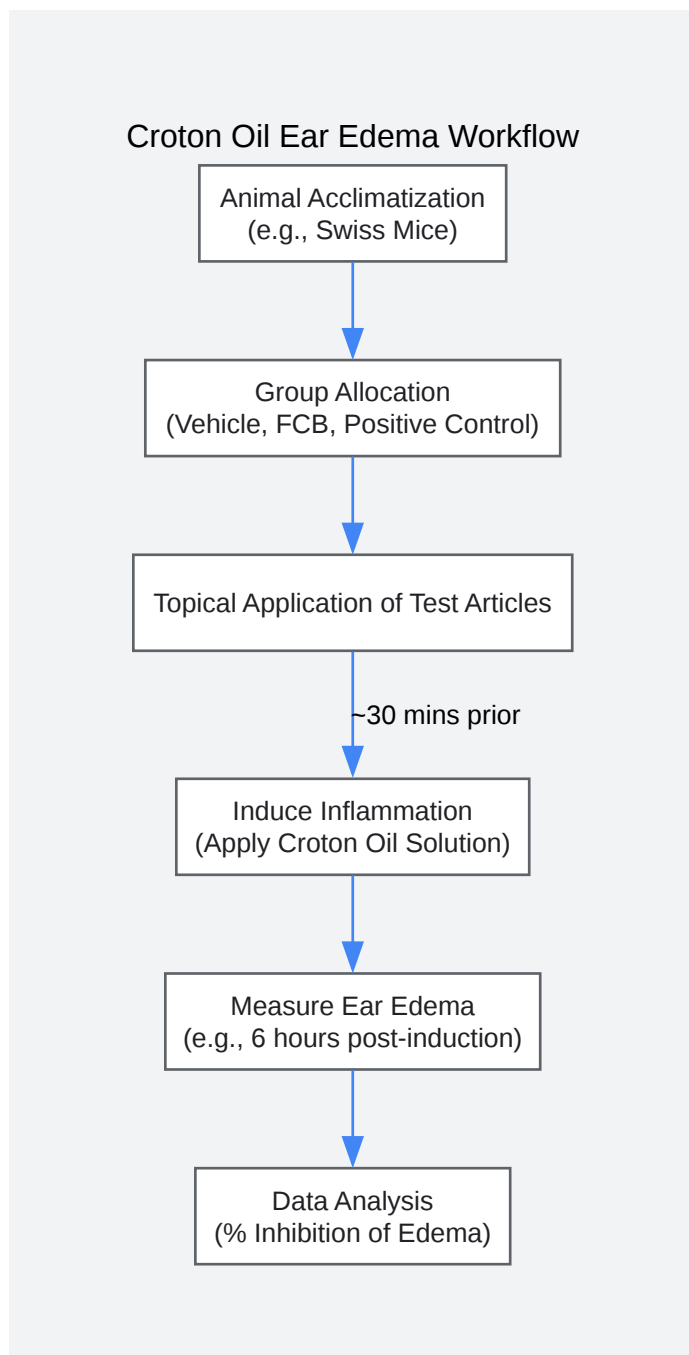 Croton Oil Ear Edema Workflow
Animal Acclimatization
(e.g., Swiss Mice)
Group Allocation
(Vehicle, FCB, Positive Control)
Topical Application of Test Articles
~30 mins prior
Induce Inflammation
(Apply Croton Oil Solution)
Measure Ear Edema
(e.g., 6 hours post-induction)
Data Analysis
(% Inhibition of Edema)